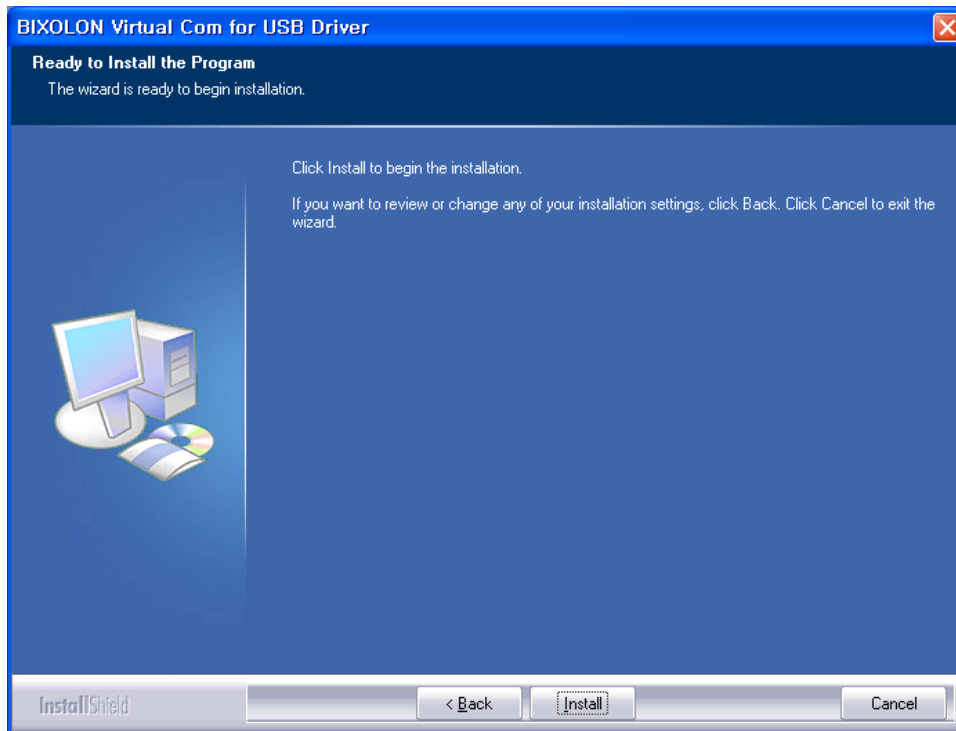 BIXOLON Virtual Com for USB Driver
Ready to Install the Program
The wizard is ready to begin installation.
Click Install to begin the installation.
If you want to review or change any of your installation settings, click Back. Click Cancel to exit the
wizard.
InstallShield
< Back
Install
Cancel